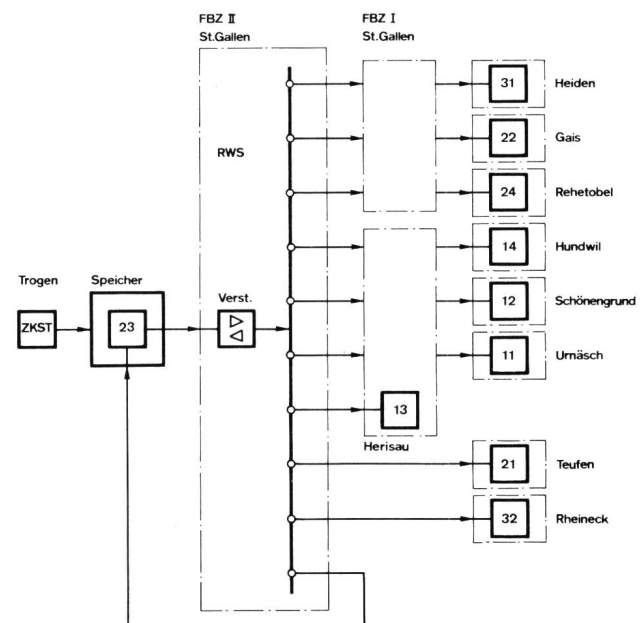 FBZ II
St.Gallen
FBZ I
St.Gallen
RWS
31
Heiden
22
Gais
24
Rehetobel
14
Hundwil
Trogen
Speicher
Verst.
12
Schönengrund
ZKST
23
11
Urnäsch
13
Herisau
21
Teufen
32
Rheineck